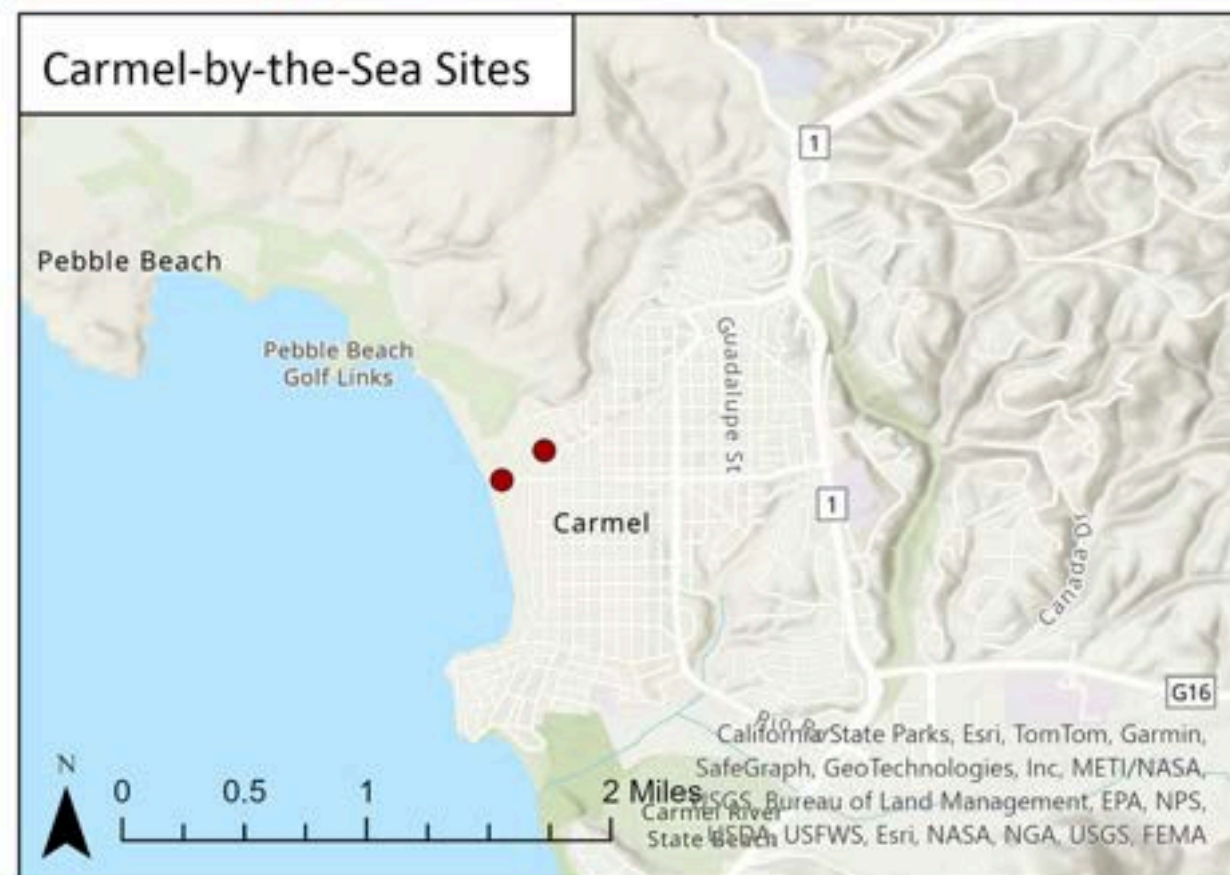 Carmel-by-the-Sea Sites
1
Pebble Beach
Pebble Beach
Golf Links
Guadalupe St
Carmel
1
Canada Dr
G16
Rio
California State Parks, Esri, TomTom, Garmin,
SafeGraph, GeoTechnologies, Inc, METI/NASA,
USGS, Bureau of Land Management, EPA, NPS,
USDA, USFWS, Esri, NASA, NGA, USGS, FEMA
Carmel River
State Beach
N
0 0.5 1 2 Miles